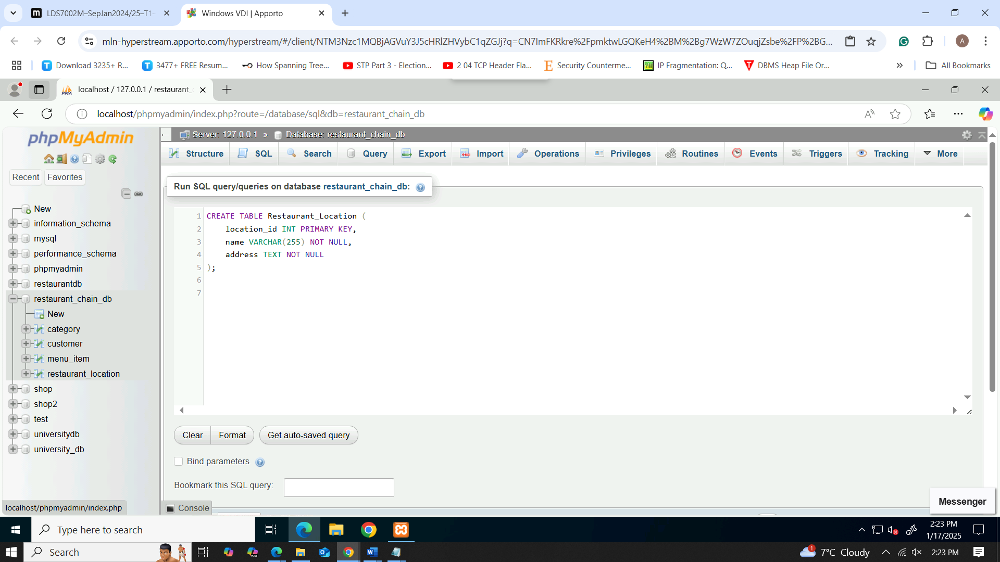 LDS7002M–SepJan2024/25–T1-
Windows VDI | Apporto
mln-hyperstream.apporto.com/hyperstream/#/client/NTM3Nzc1MQBjAGVuY3J5cHRlZHVybC1qZGJj?q=CN7ImFKRkre%2FpmktwLGQKeH4%2BM%2Bg7WzW7ZOuqjZsbe%2FP%2BG...
A
Download 3235+ R...
3477+ FREE Resum...
How Spanning Tree...
STP Part 3 - Election...
2 04 TCP Header Fla...
Security Counterme...
IP Fragmentation: Q...
DBMS Heap File Or...
All Bookmarks
localhost / 127.0.0.1 / restaurant_
localhost/phpmyadmin/index.php?route=/database/sql&db=restaurant_chain_db
phpMyAdmin
Recent Favorites
New
information_schema
mysql
performance_schema
phpmyadmin
restaurantdb
restaurant_chain_db
New
category
customer
menu_item
restaurant_location
shop
shop2
test
universitydb
university_db
localhost/phpmyadmin/index.php
Server: 127.0.0.1 » Database: restaurant_chain_db
Structure SQL Search Query Export Import Operations Privileges Routines Events Triggers Tracking More
Run SQL query/queries on database restaurant_chain_db:
1 CREATE TABLE Restaurant_Location (
2 location_id INT PRIMARY KEY,
3 name VARCHAR(255) NOT NULL,
4 address TEXT NOT NULL
5 );
6
7
Clear Format Get auto-saved query
Bind parameters
Bookmark this SQL query:
Console
Messenger
Type here to search
2:23 PM
1/17/2025
Search
1
7°C Cloudy
2:23 PM